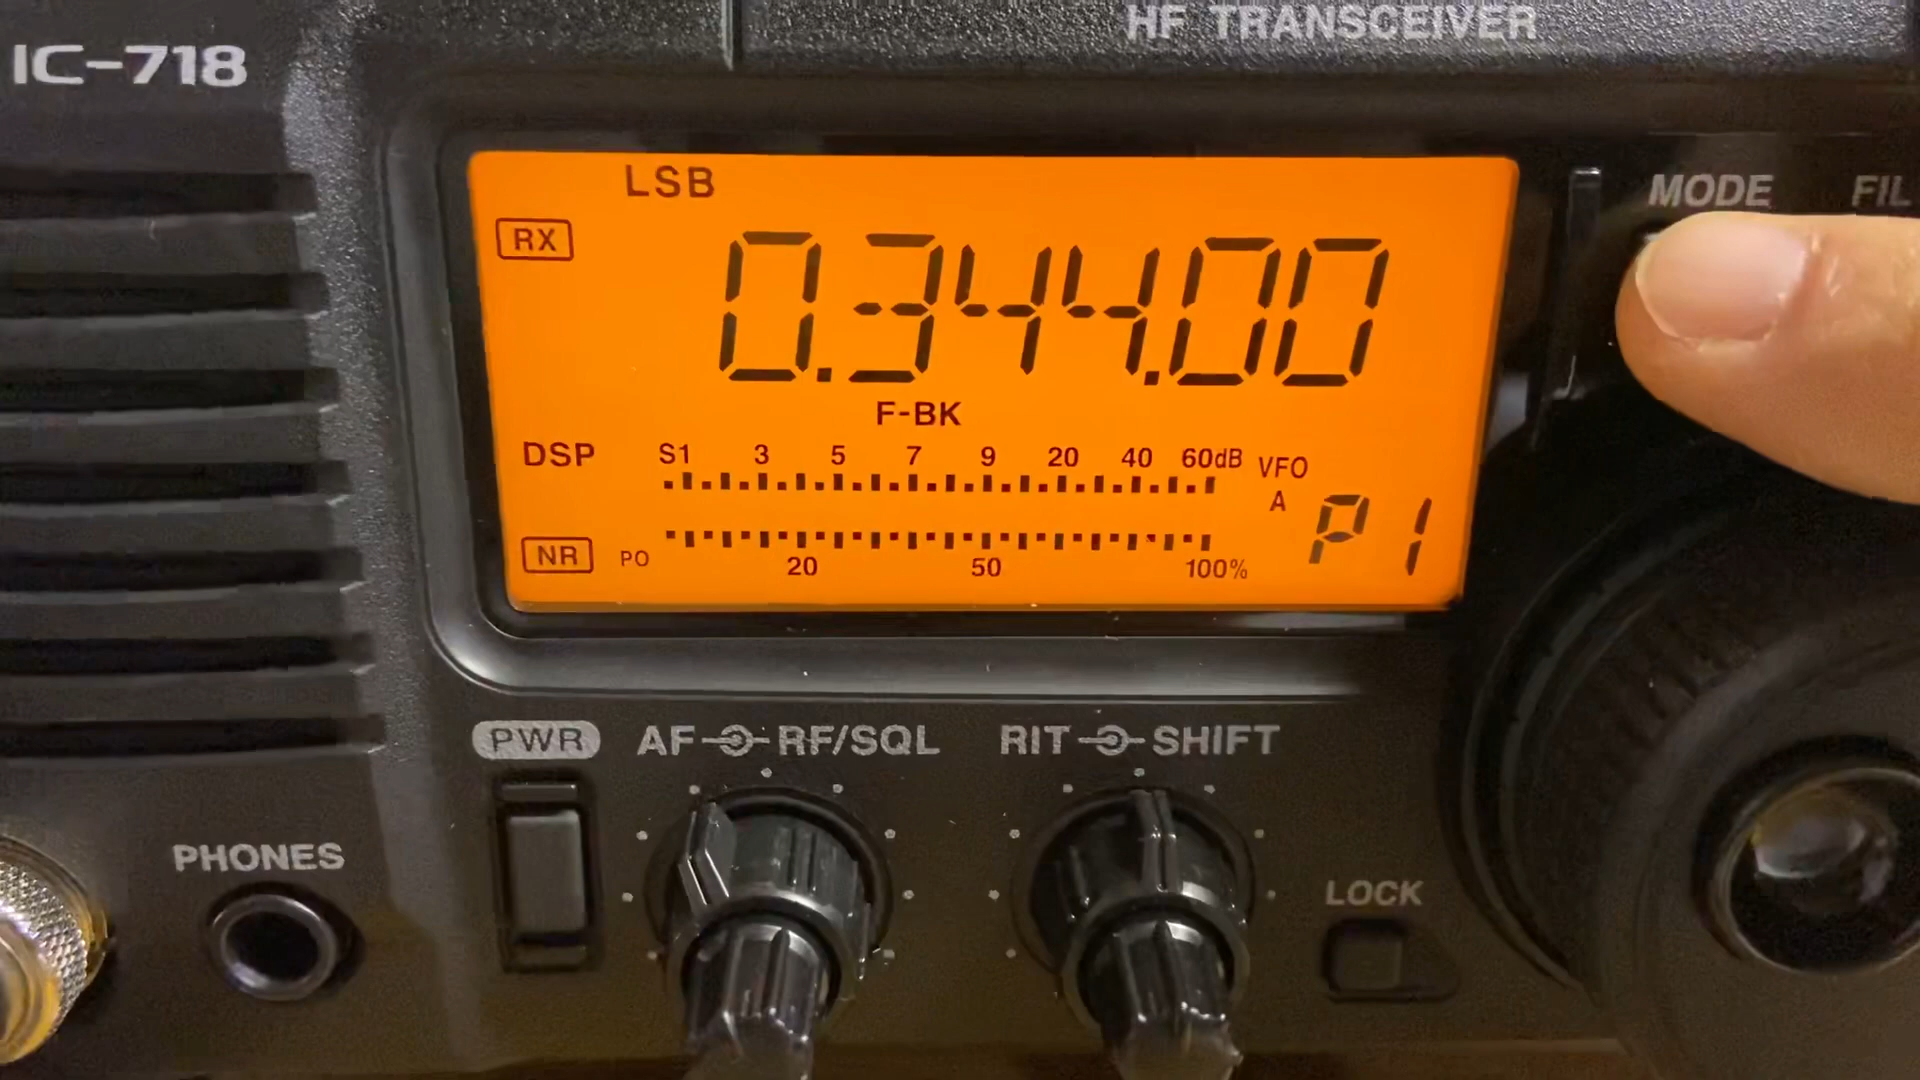 HF TRANSCEIVER
IC-718
MODE FIL
LSB
RX
0.344.00
F-BK
DSP S1 3 5 7 9 20 40 60dB VFO
A
P1
NR PO 20 50 100%
PWR AF RF/SQL RIT SHIFT
PHONES
LOCK